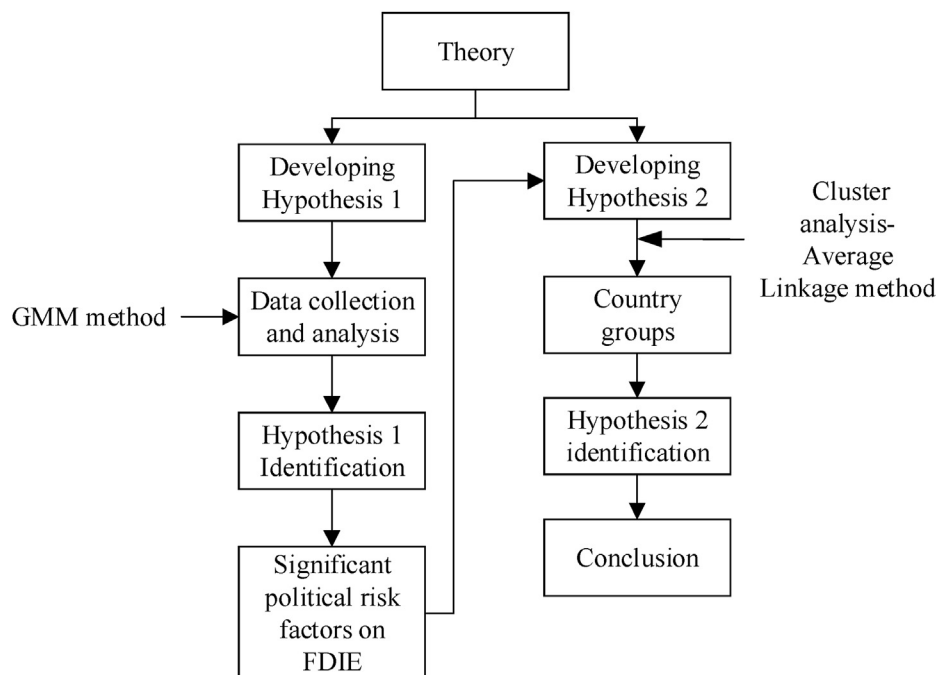 Theory
Developing
Hypothesis 1
Data collection
and analysis
GMM method
Hypothesis 1
Identification
Significant
political risk
factors on
FDIE
Developing
Hypothesis 2
Cluster
analysis-
Average
Linkage method
Country
groups
Hypothesis 2
identification
Conclusion